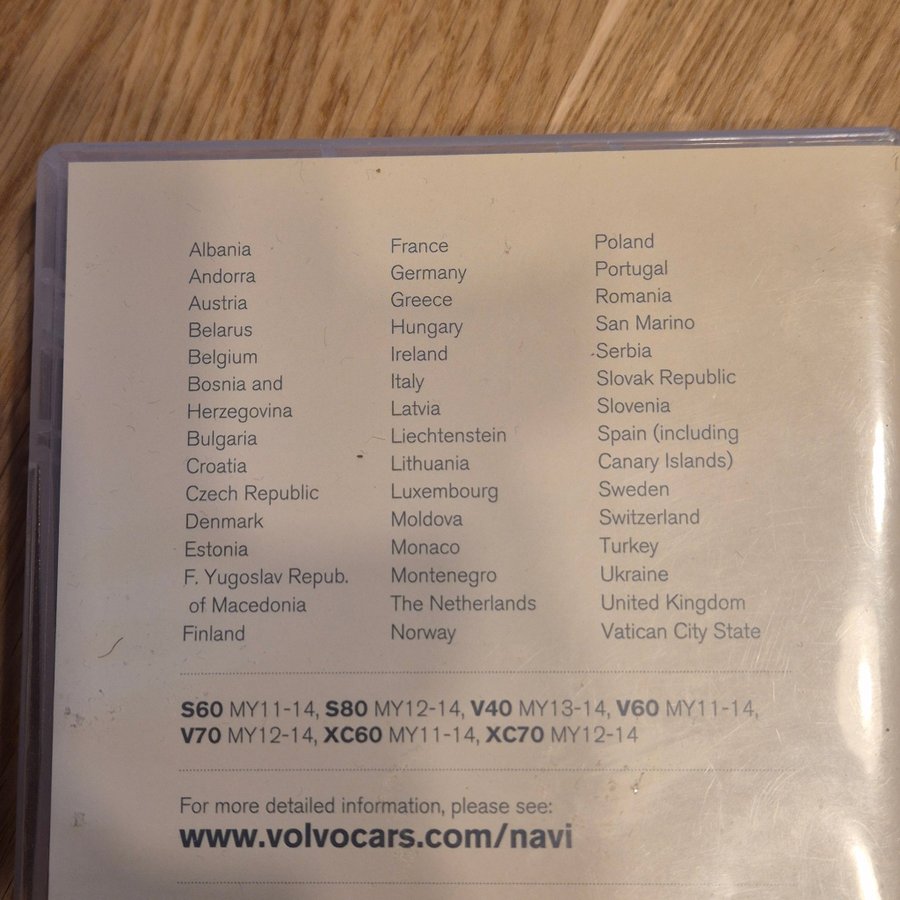 Albania
Andorra
Austria
Belarus
Belgium
Bosnia and
Herzegovina
Bulgaria
Croatia
Czech Republic
Denmark
Estonia
F. Yugoslav Repub.
of Macedonia
Finland
France
Germany
Greece
Hungary
Ireland
Italy
Latvia
Liechtenstein
Lithuania
Luxembourg
Moldova
Monaco
Montenegro
The Netherlands
Norway
Poland
Portugal
Romania
San Marino
Serbia
Slovak Republic
Slovenia
Spain (including
Canary Islands)
Sweden
Switzerland
Turkey
Ukraine
United Kingdom
Vatican City State
S60 MY11-14, S80 MY12-14, V40 MY13-14, V60 MY11-14,
V70 MY12-14, XC60 MY11-14, XC70 MY12-14
For more detailed information, please see:
www.volvocars.com/navi